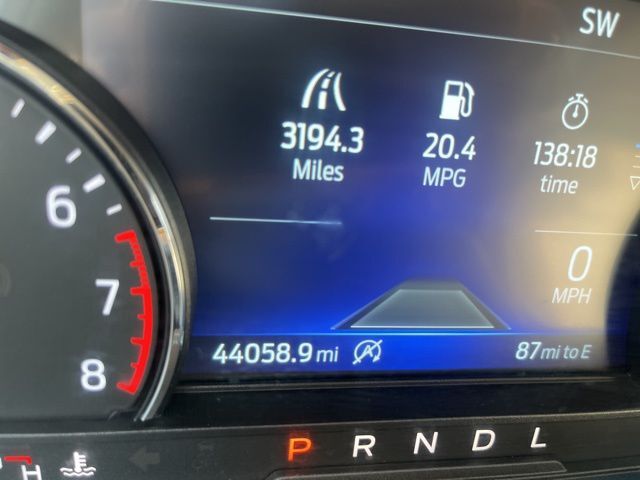 SW
3194.3 20.4 138:18
Miles MPG time
6
0
MPH
7
44058.9 mi 87 mi to E
8
P R N D L
H